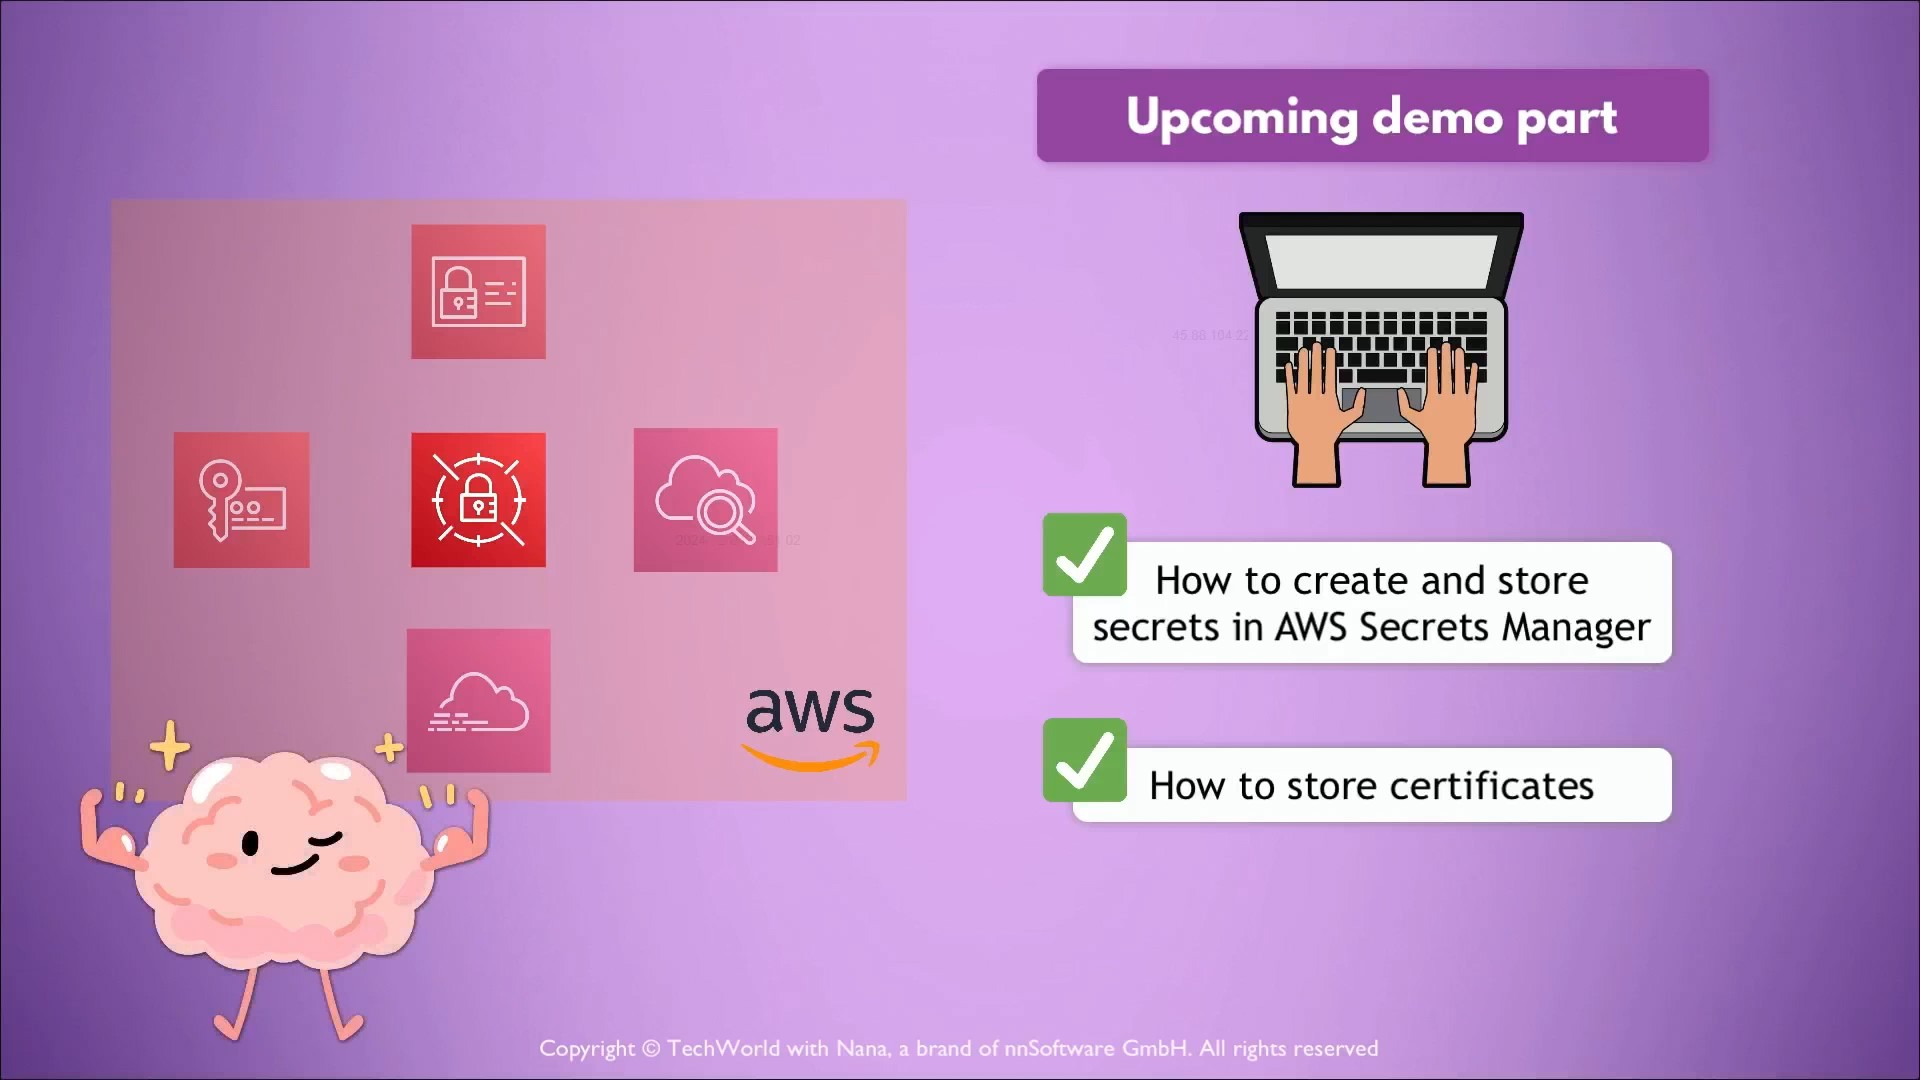 Upcoming demo part
How to create and store
secrets in AWS Secrets Manager
How to store certificates
aws
Copyright © TechWorld with Nana, a brand of nnSoftware GmbH. All rights reserved